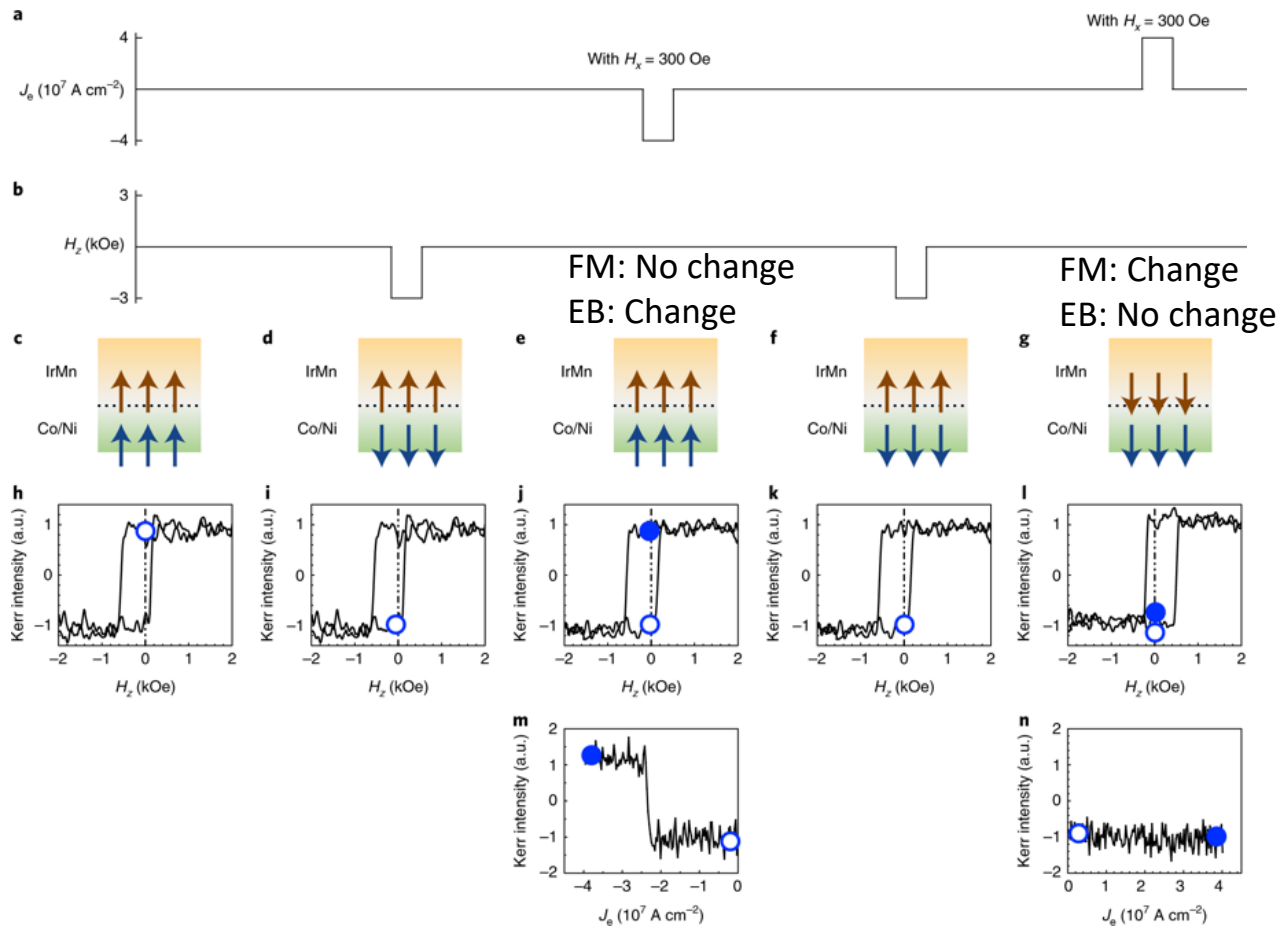 a
With Hx = 300 Oe
With Hx = 300 Oe
4
Je (10^7 A cm^−2)
−4
b
3
Hz (kOe)
−3
FM: No change
EB: Change
FM: Change
EB: No change
c d e f g
IrMn IrMn IrMn IrMn IrMn
Co/Ni Co/Ni Co/Ni Co/Ni Co/Ni
h i j k l
Kerr intensity (a.u.) Kerr intensity (a.u.) Kerr intensity (a.u.) Kerr intensity (a.u.) Kerr intensity (a.u.)
1 1 1 1 1
0 0 0 0 0
−1 −1 −1 −1 −1
−2 −1 0 1 2 −2 −1 0 1 2 −2 −1 0 1 2 −2 −1 0 1 2 −2 −1 0 1 2
Hz (kOe) Hz (kOe) Hz (kOe) Hz (kOe) Hz (kOe)
m n
Kerr intensity (a.u.) Kerr intensity (a.u.)
2 2
1 1
0 0
−1 −1
−2 −2
−4 −3 −2 −1 0 0 1 2 3 4
Je (10^7 A cm^−2) Je (10^7 A cm^−2)